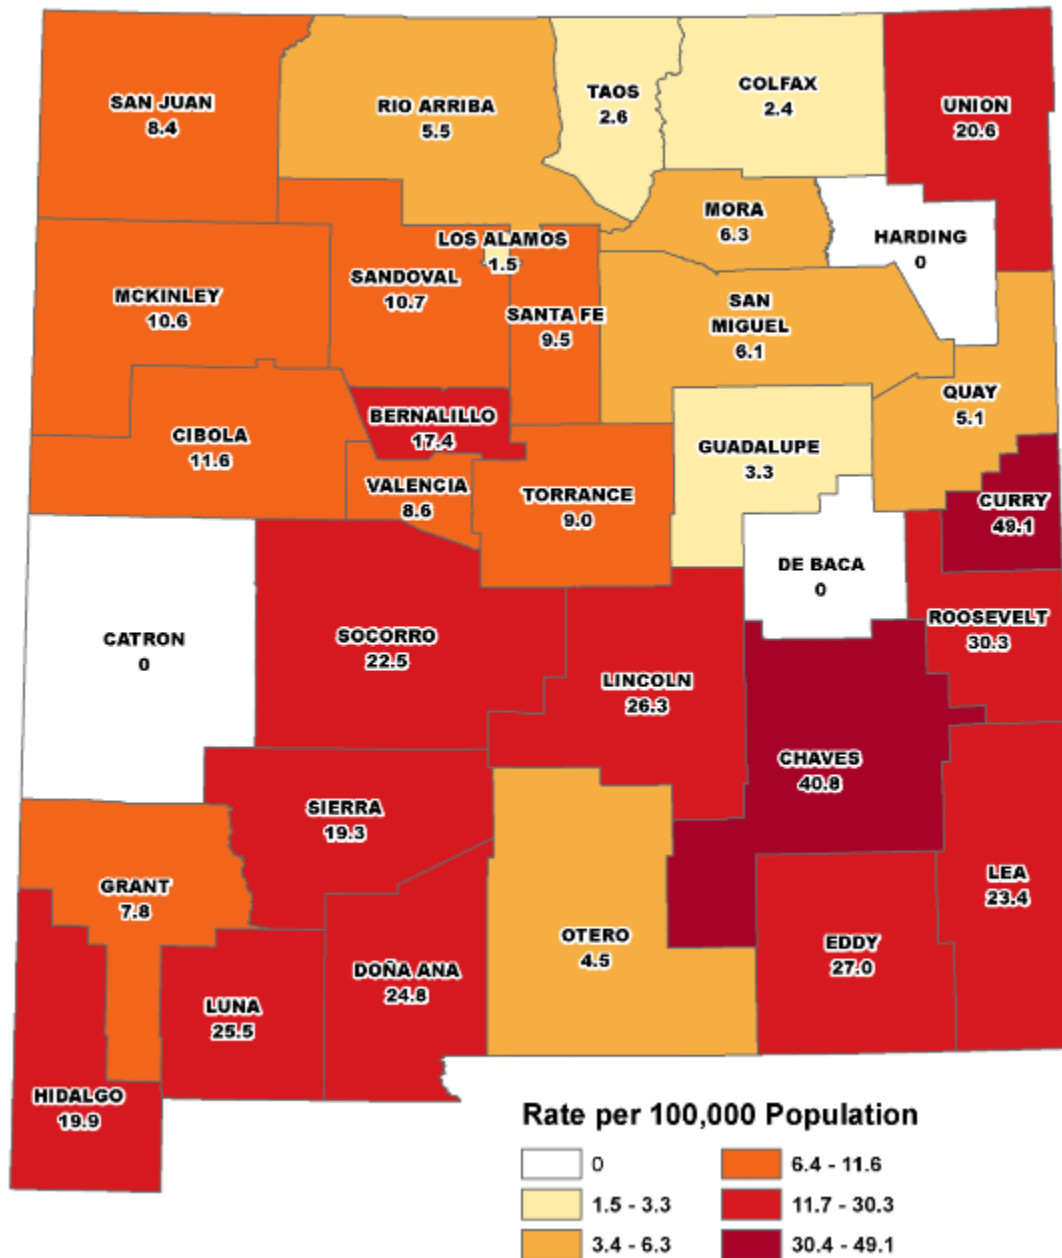 SAN JUAN
8.4
RIO ARRIBA
5.5
TAOS
2.6
COLFAX
2.4
UNION
20.6
MORA
6.3
HARDING
0
LOS ALAMOS
1.5
SANDOVAL
10.7
MCKINLEY
10.6
SANTA FE
9.5
SAN
MIGUEL
6.1
QUAY
5.1
BERNALILLO
17.4
CIBOLA
11.6
GUADALUPE
3.3
VALENCIA
8.6
TORRANCE
9.0
CURRY
49.1
DE BACA
0
ROOSEVELT
30.3
CATRON
0
SOCORRO
22.5
LINCOLN
26.3
CHAVES
40.8
SIERRA
19.3
LEA
23.4
GRANT
7.8
OTERO
4.5
EDDY
27.0
DOÑA ANA
24.8
LUNA
25.5
HIDALGO
19.9
Rate per 100,000 Population
0
6.4 - 11.6
1.5 - 3.3
11.7 - 30.3
3.4 - 6.3
30.4 - 49.1